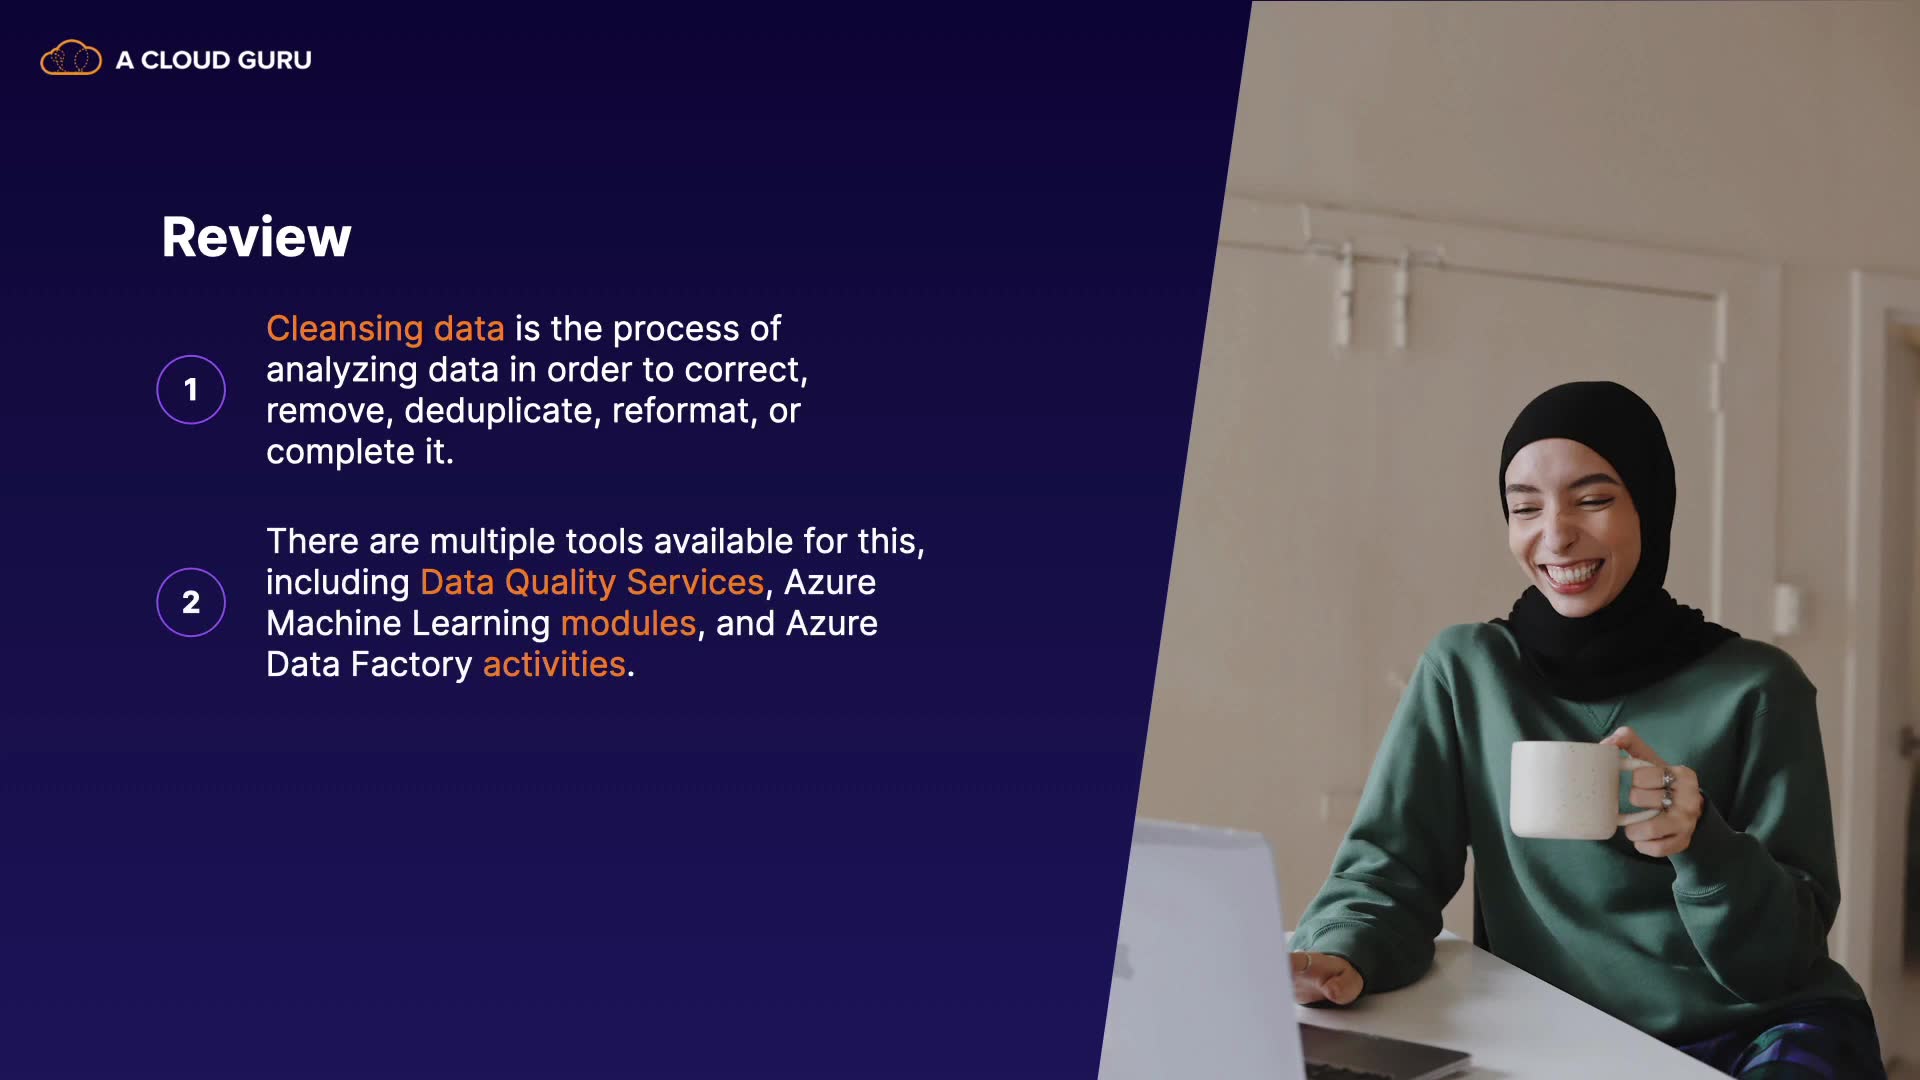 A CLOUD GURU
Review
1
Cleansing data is the process of
analyzing data in order to correct,
remove, deduplicate, reformat, or
complete it.
2
There are multiple tools available for this,
including Data Quality Services, Azure
Machine Learning modules, and Azure
Data Factory activities.